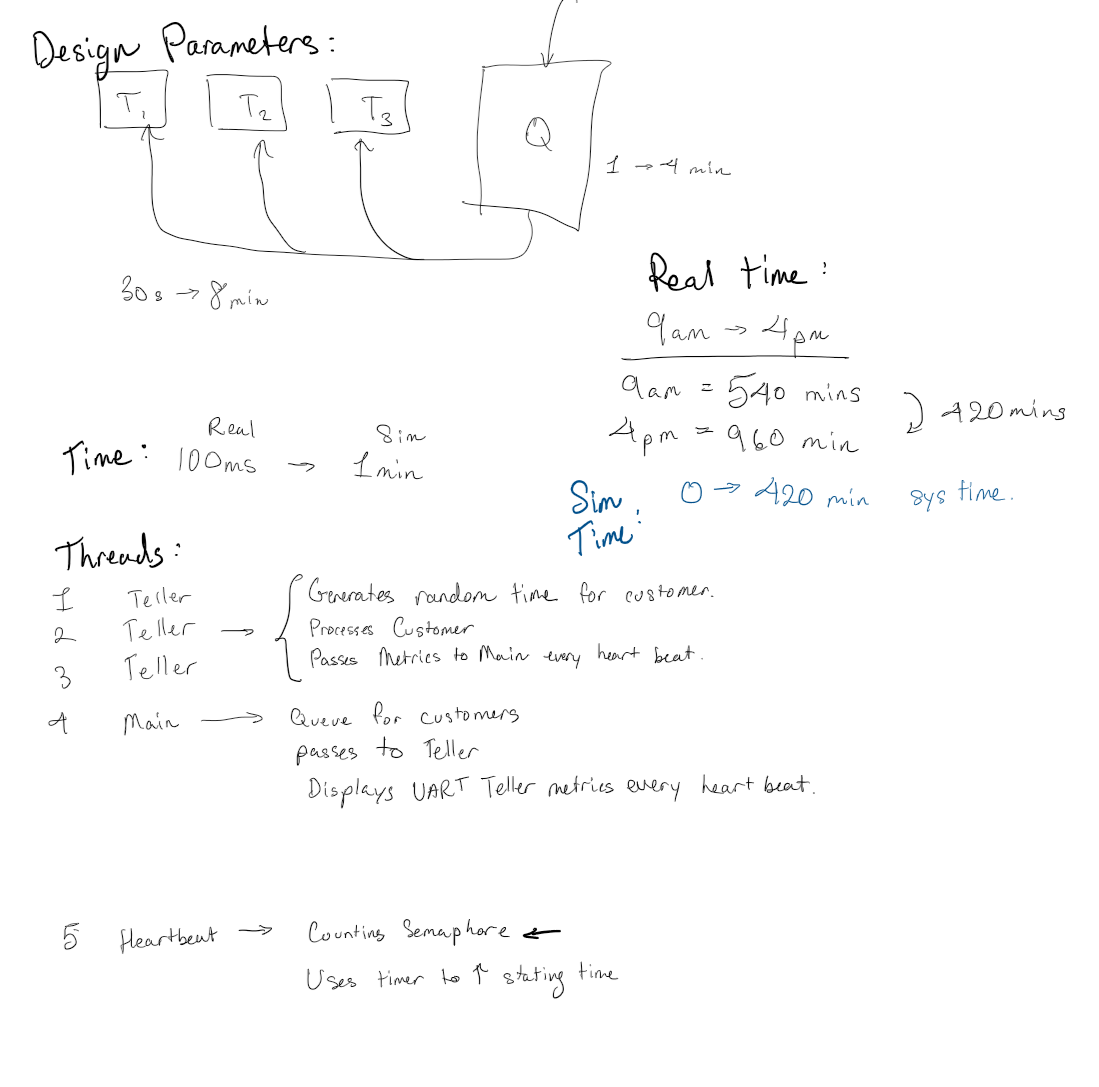 Design Parameters:
T1 T2 T3
Q
1 → 4 min
30s → 8 min
Real time:
9am → 4pm
9am = 540 mins
4pm = 960 min
420 mins
Real Sim
Time: 100ms → 1 min
Sim Time: 0 → 420 min sys time.
Threads:
1 Teller
2 Teller →
3 Teller
Generates random time for customer.
Processes Customer
Passes Metrics to Main every heart beat.
4 Main → Queue for customers
passes to Teller
Displays UART Teller metrics every heart beat.
5 Heartbeat → Counting Semaphore ←
Uses timer to ↑ stating time